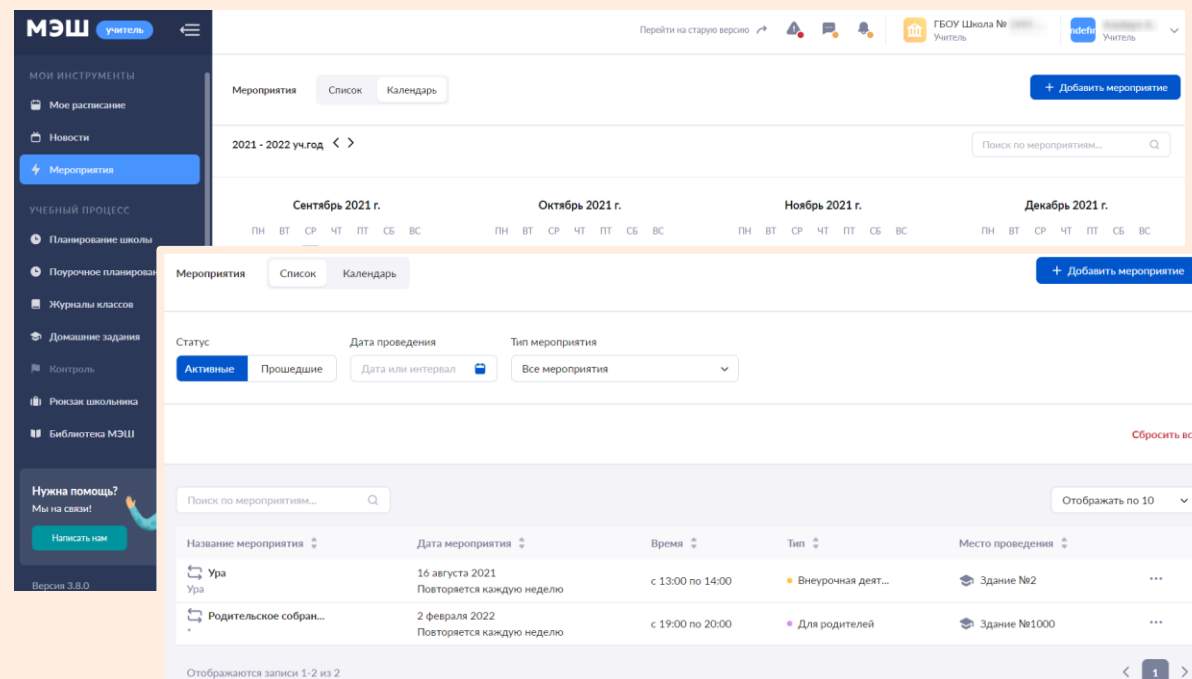 МЭШ учитель
Перейти на старую версию
ГБОУ Школа №
Учитель
ndefin
Учитель
МОИ ИНСТРУМЕНТЫ
Мое расписание
Новости
Мероприятия
УЧЕБНЫЙ ПРОЦЕСС
Планирование школы
Поурочное планирован
Журналы классов
Домашние задания
Контроль
Рюкзак школьника
Библиотека МЭШ
Нужна помощь?
Мы на связи!
Написать нам
Версия 3.8.0
Мероприятия Список Календарь + Добавить мероприятие
2021 - 2022 уч.год < > Поиск по мероприятиям...
Сентябрь 2021 г. Октябрь 2021 г. Ноябрь 2021 г. Декабрь 2021 г.
ПН ВТ СР ЧТ ПТ СБ ВС ПН ВТ СР ЧТ ПТ СБ ВС ПН ВТ СР ЧТ ПТ СБ ВС ПН ВТ СР ЧТ ПТ СБ ВС
Мероприятия Список Календарь + Добавить мероприятие
Статус Дата проведения Тип мероприятия
Активные Прошедшие Дата или интервал Все мероприятия
Сбросить вс
Поиск по мероприятиям... Отображать по 10
Название мероприятия Дата мероприятия Время Тип Место проведения
Ура 16 августа 2021 с 13:00 по 14:00 Внеурочная деят... Здание №2 ...
Ура Повторяется каждую неделю
Родительское собран... 2 февраля 2022 с 19:00 по 20:00 Для родителей Здание №1000 ...
Повторяется каждую неделю
Отображаются записи 1-2 из 2 < 1 >